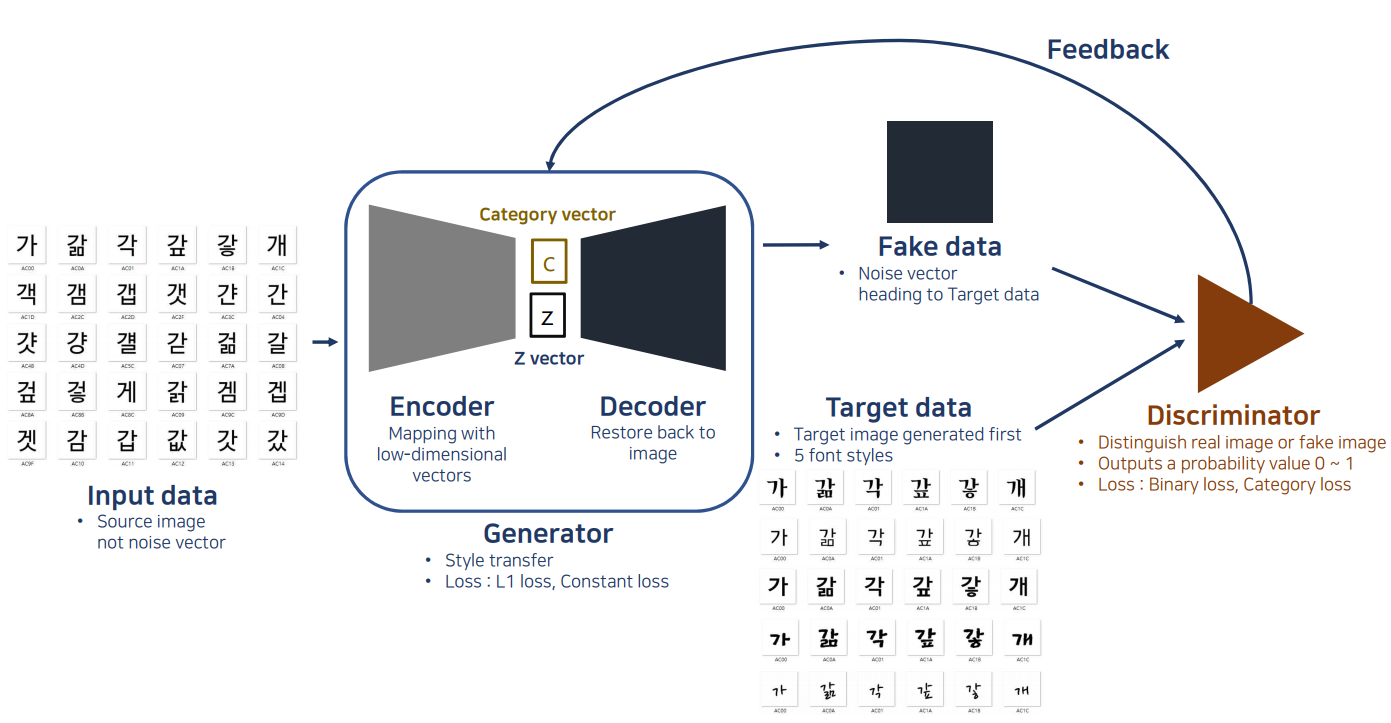 Feedback
Category vector
C
Z
Z vector
가 갊 각 갚 갛 개
AC00 AC0A AC01 AC1A AC1B AC1C
객 갬 갭 갯 갼 간
AC1D AC2C AC2D AC2F AC3C AC04
걋 걍 걜 갇 걺 갈
AC4B AC4D AC5C AC07 AC7A AC08
겊 겋 게 갉 겜 겝
AC8A AC8B AC8C AC09 AC9C AC9D
겟 감 갑 값 갓 갔
AC9F AC10 AC11 AC12 AC13 AC14
Input data
• Source image
not noise vector
Encoder
Mapping with
low-dimensional
vectors
Decoder
Restore back to
image
Generator
• Style transfer
• Loss : L1 loss, Constant loss
Fake data
• Noise vector
heading to Target data
Target data
• Target image generated first
• 5 font styles
가 갊 각 갚 갛 개
AC00 AC0A AC01 AC1A AC1B AC1C
가 갊 각 갚 갛 개
AC00 AC0A AC01 AC1A AC1B AC1C
가 갊 각 갚 갛 개
AC00 AC0A AC01 AC1A AC1B AC1C
가 갊 각 갚 갛 개
AC00 AC0A AC01 AC1A AC1B AC1C
가 갊 각 갚 갛 개
AC00 AC0A AC01 AC1A AC1B AC1C
Discriminator
• Distinguish real image or fake image
• Outputs a probability value 0 ~ 1
• Loss : Binary loss, Category loss